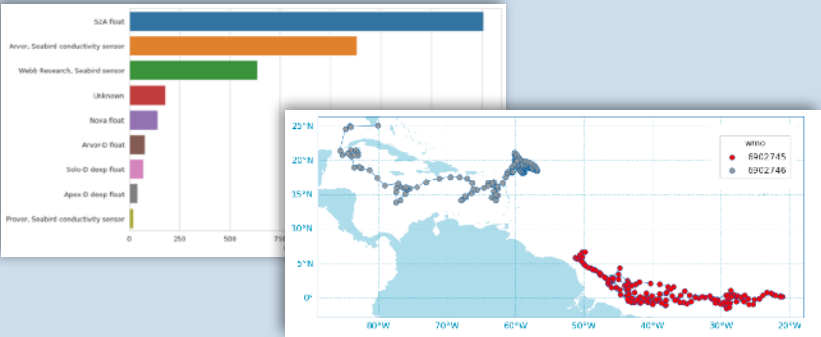 S2A float
Arvor, Seabird conductivity sensor
Webb Research, Seabird sensor
Unknown
Nova float
Arvor-D float
Solo-D deep float
Apex-D deep float
Provor, Seabird conductivity sensor
0 250 500 750
25°N
20°N
15°N
10°N
5°N
0°
80°W 70°W 60°W 50°W 40°W 30°W 20°W
wmo
6902745
6902746